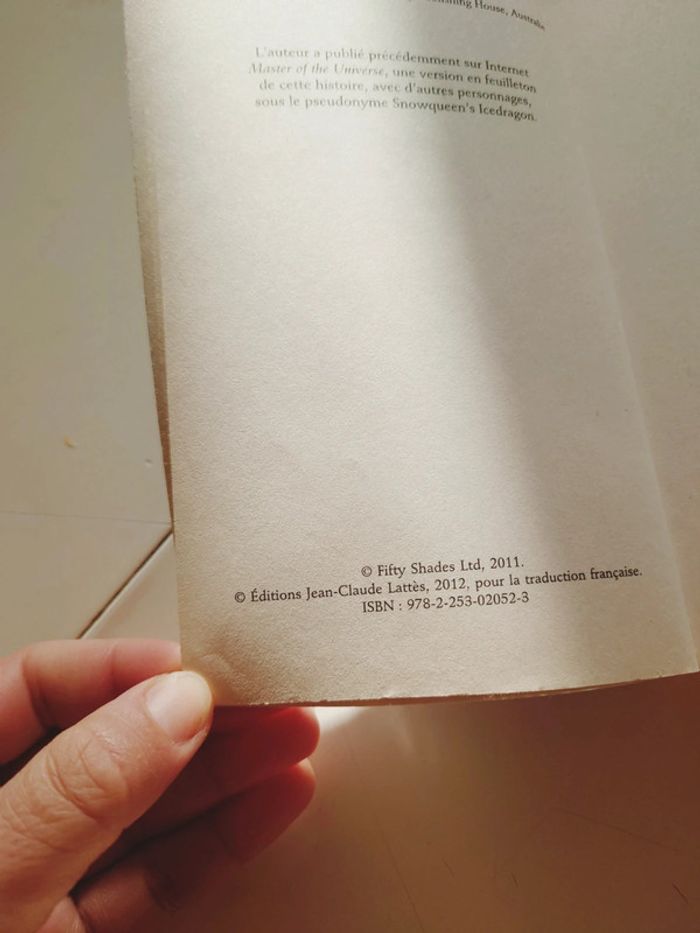 House, Australia
L'auteur a publié précédemment sur Internet
Master of the Universe, une version en feuilleton
de cette histoire, avec d'autres personnages,
sous le pseudonyme Snowqueen's Icedragon.
© Fifty Shades Ltd, 2011.
© Éditions Jean-Claude Lattès, 2012, pour la traduction française.
ISBN : 978-2-253-02052-3